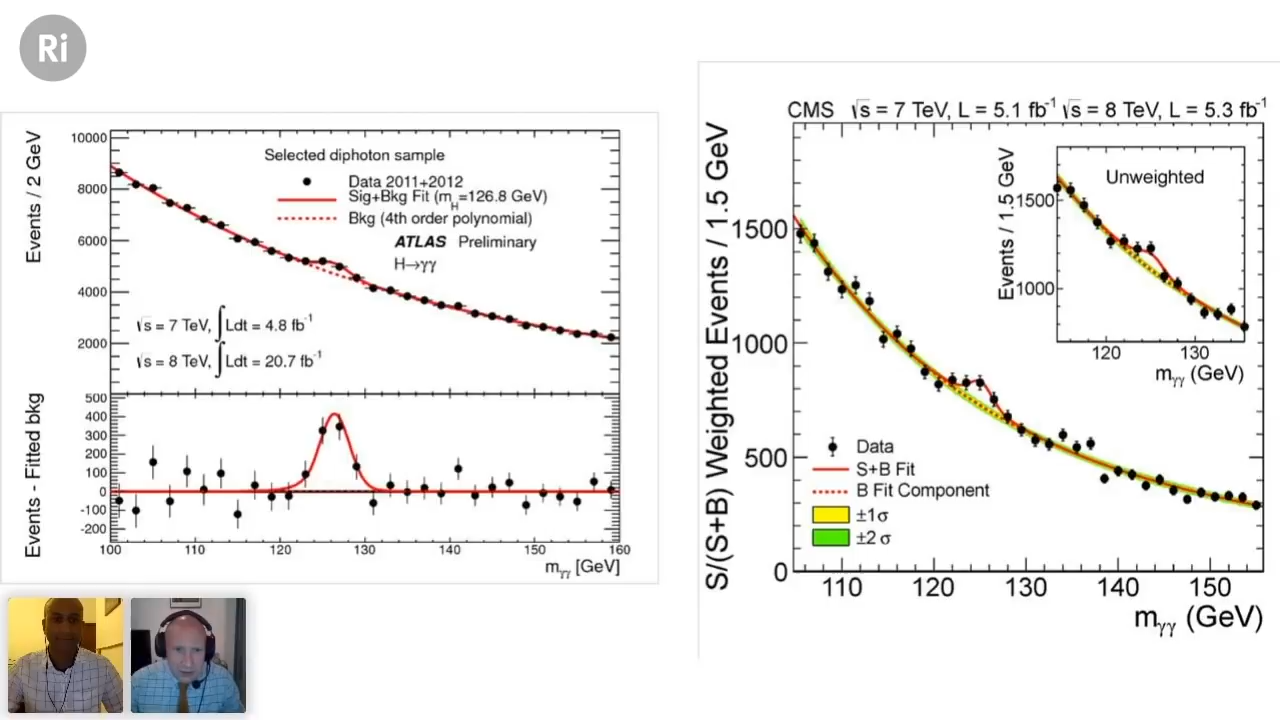 Ri
10000
8000
6000
4000
2000
Events / 2 GeV
Selected diphoton sample
Data 2011+2012
Sig+Bkg Fit (mH=126.8 GeV)
Bkg (4th order polynomial)
ATLAS Preliminary
H→γγ
√s = 7 TeV, ∫Ldt = 4.8 fb-1
√s = 8 TeV, ∫Ldt = 20.7 fb-1
Events - Fitted bkg
500
400
300
200
100
0
-100
-200
100 110 120 130 140 150 160
mγγ [GeV]
CMS √s = 7 TeV, L = 5.1 fb-1 √s = 8 TeV, L = 5.3 fb-1
S/(S+B) Weighted Events / 1.5 GeV
1500
1000
500
0
Unweighted
Events / 1.5 GeV
1500
1000
120 130
mγγ (GeV)
Data
S+B Fit
B Fit Component
±1σ
±2 σ
110 120 130 140 150
mγγ (GeV)